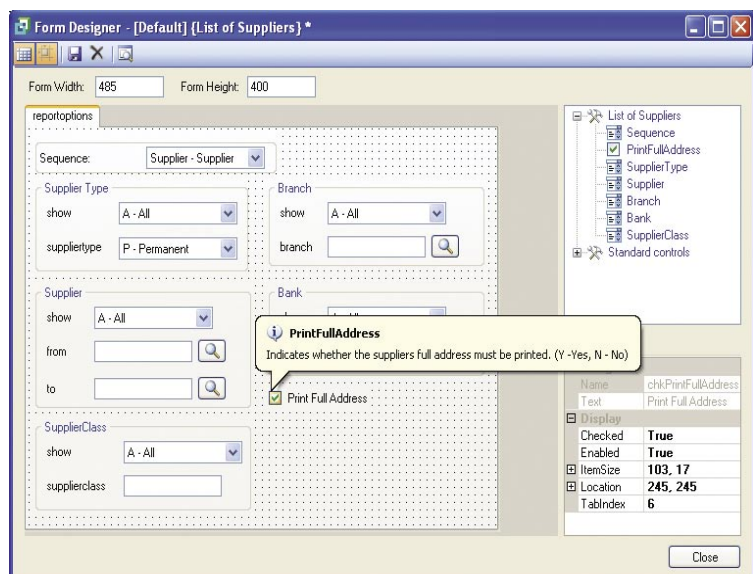 Form Designer - [Default] {List of Suppliers} *
Form Width: 485 Form Height: 400
reportoptions
Sequence: Supplier - Supplier
Supplier Type
show A - All
suppliertype P - Permanent
Branch
show A - All
branch
Supplier
show A - All
from
to
Bank
PrintFullAddress
Indicates whether the suppliers full address must be printed. (Y -Yes, N - No)
Print Full Address
SupplierClass
show A - All
supplierclass
List of Suppliers
Sequence
PrintFullAddress
SupplierType
Supplier
Branch
Bank
SupplierClass
Standard controls
Name chkPrintFullAddress
Text Print Full Address
Display
Checked True
Enabled True
ItemSize 103, 17
Location 245, 245
TabIndex 6
Close